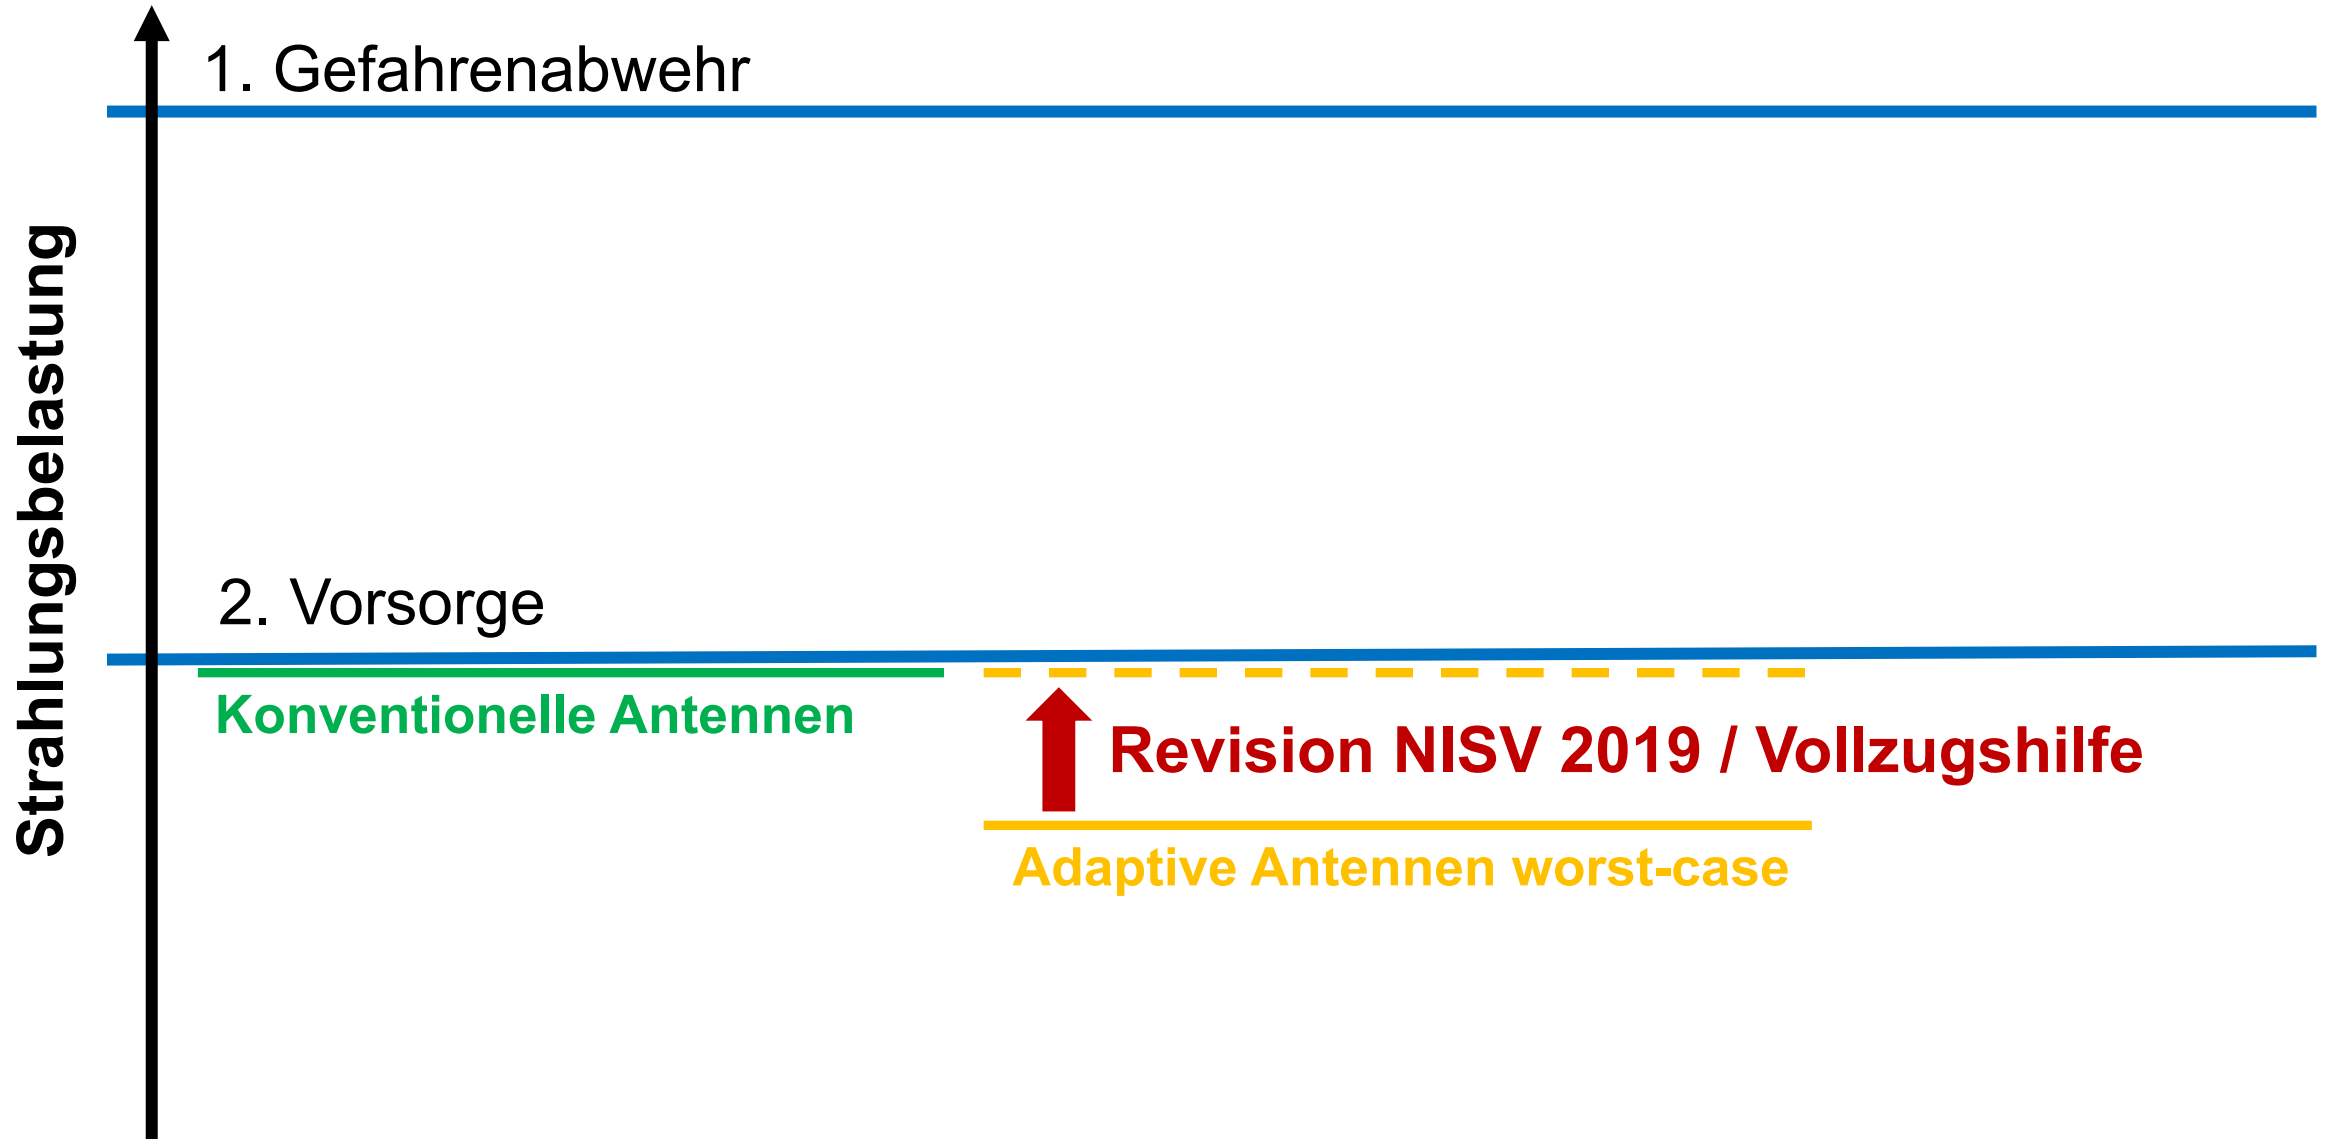 1. Gefahrenabwehr
Strahlungsbelastung
2. Vorsorge
Konventionelle Antennen
Revision NISV 2019 / Vollzugshilfe
Adaptive Antennen worst-case